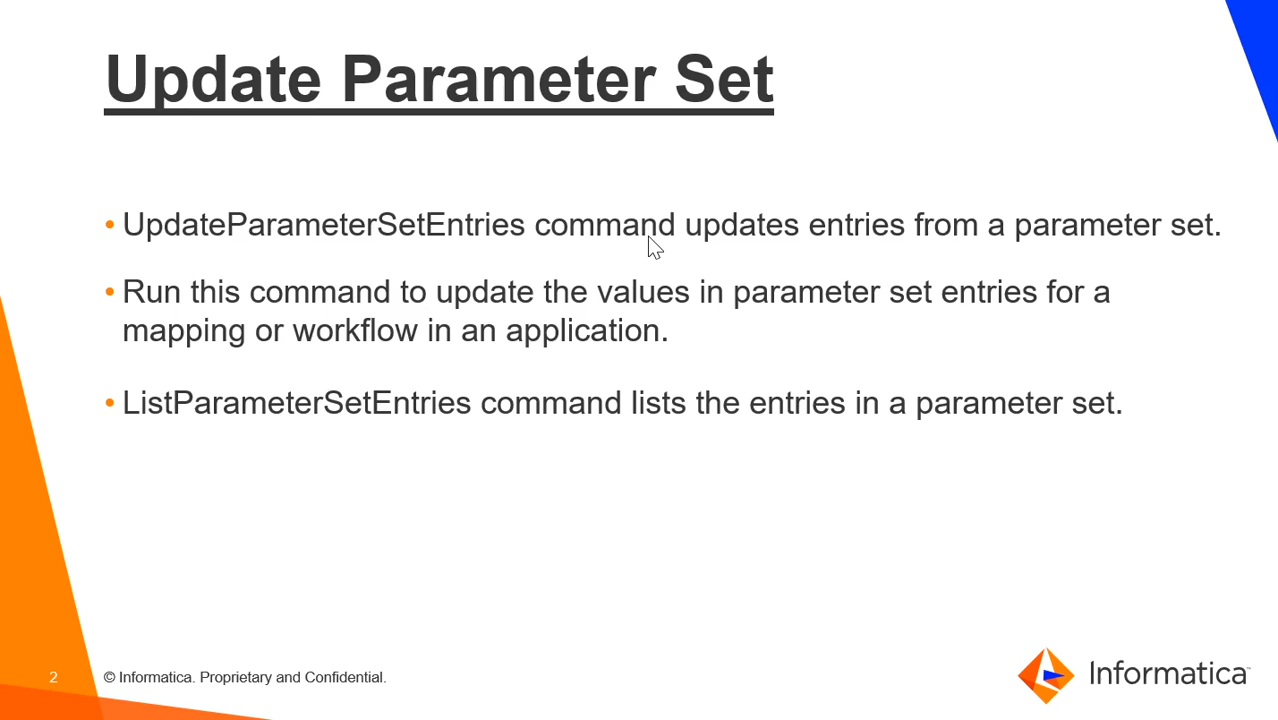 Update Parameter Set
• UpdateParameterSetEntries command updates entries from a parameter set.
• Run this command to update the values in parameter set entries for a
mapping or workflow in an application.
• ListParameterSetEntries command lists the entries in a parameter set.
2 © Informatica. Proprietary and Confidential.
Informatica™